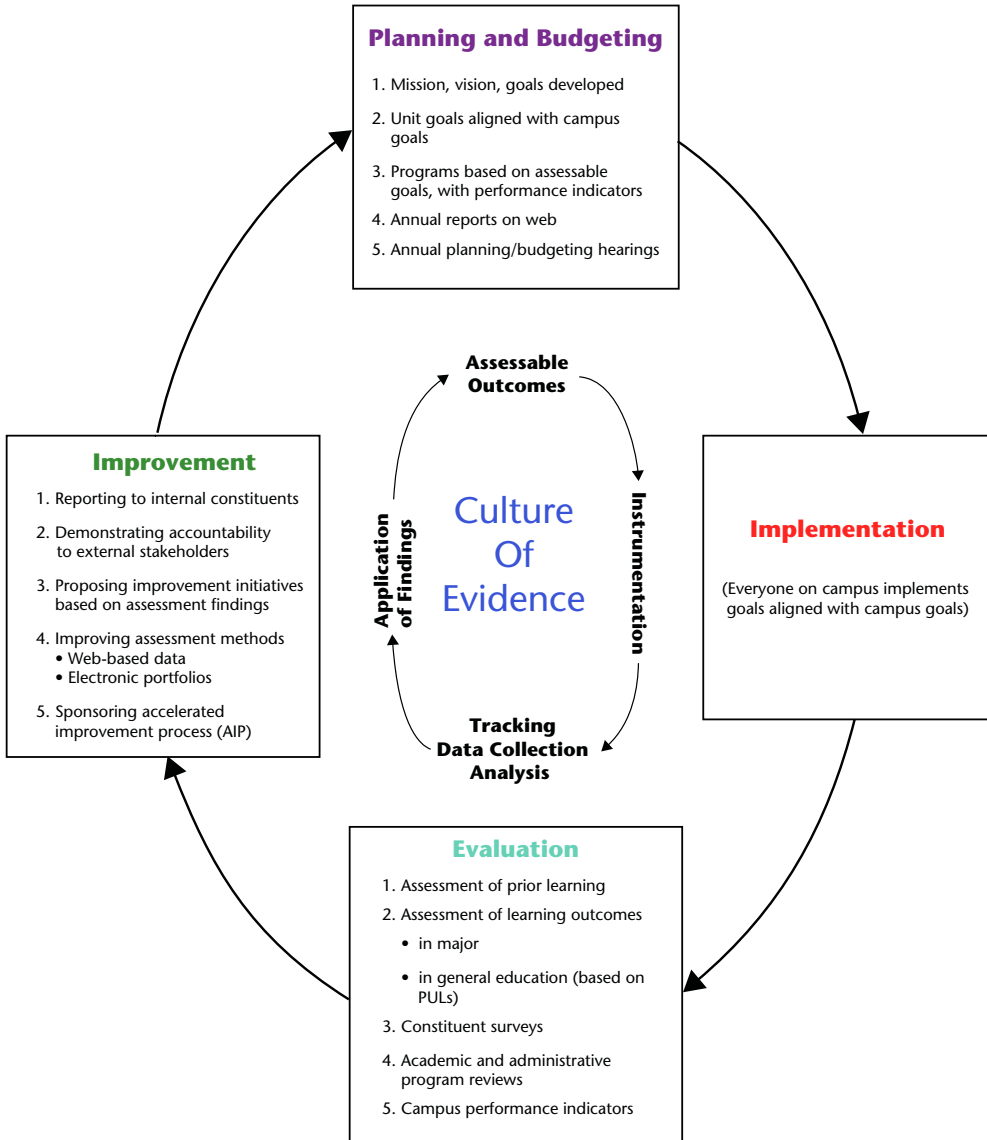 Planning and Budgeting
1. Mission, vision, goals developed
2. Unit goals aligned with campus
goals
3. Programs based on assessable
goals, with performance indicators
4. Annual reports on web
5. Annual planning/budgeting hearings
Assessable
Outcomes
Instrumentation
Tracking
Data Collection
Analysis
Application
of Findings
Culture
Of
Evidence
Implementation
(Everyone on campus implements
goals aligned with campus goals)
Evaluation
1. Assessment of prior learning
2. Assessment of learning outcomes
• in major
• in general education (based on
PULs)
3. Constituent surveys
4. Academic and administrative
program reviews
5. Campus performance indicators
Improvement
1. Reporting to internal constituents
2. Demonstrating accountability
to external stakeholders
3. Proposing improvement initiatives
based on assessment findings
4. Improving assessment methods
• Web-based data
• Electronic portfolios
5. Sponsoring accelerated
improvement process (AIP)